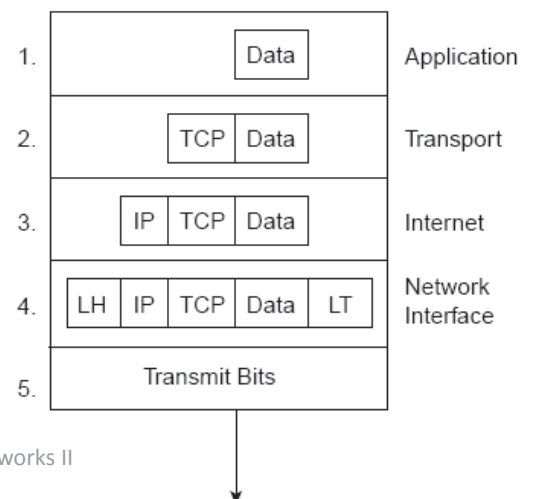 1. Data Application
2. TCP Data Transport
3. IP TCP Data Internet
4. LH IP TCP Data LT Network
Interface
5. Transmit Bits
works II